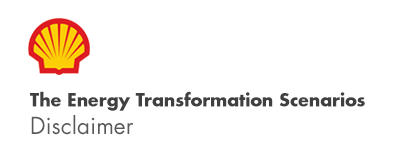 The Energy Transformation Scenarios
Disclaimer